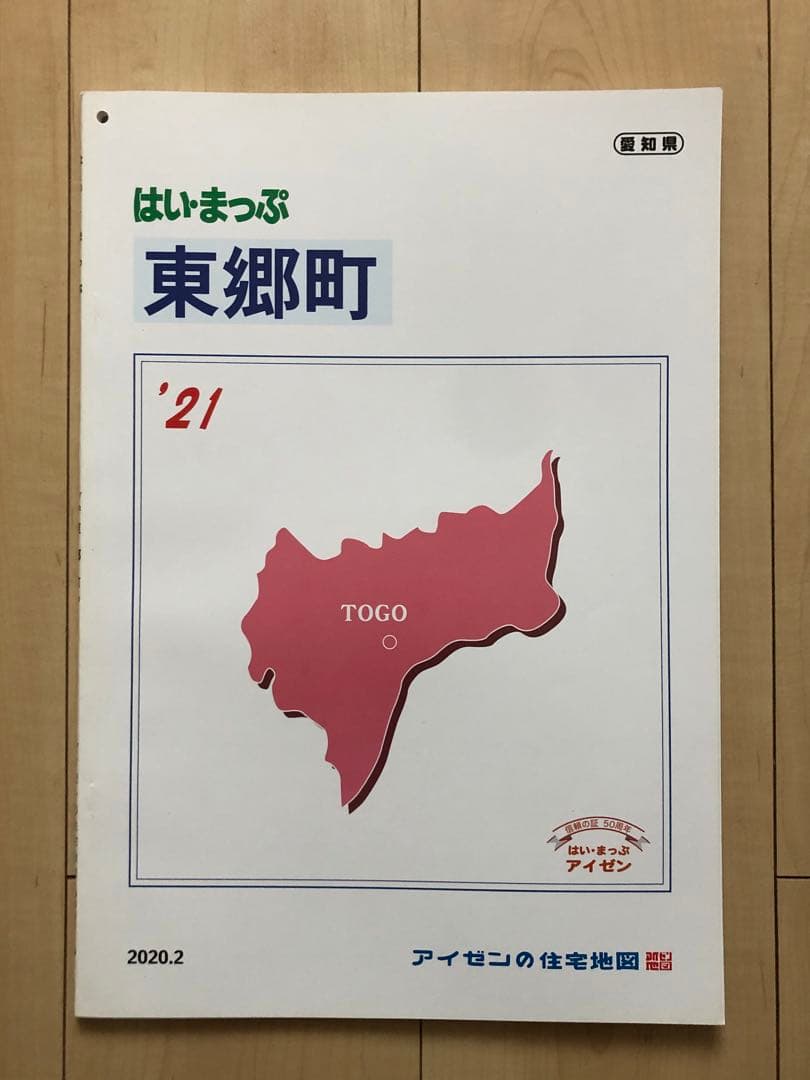 愛知県
はい・まっぷ
東郷町
'21
TOGO
信頼の証 50周年
はい・まっぷ
アイゼン
2020.2
アイゼンの住宅地図